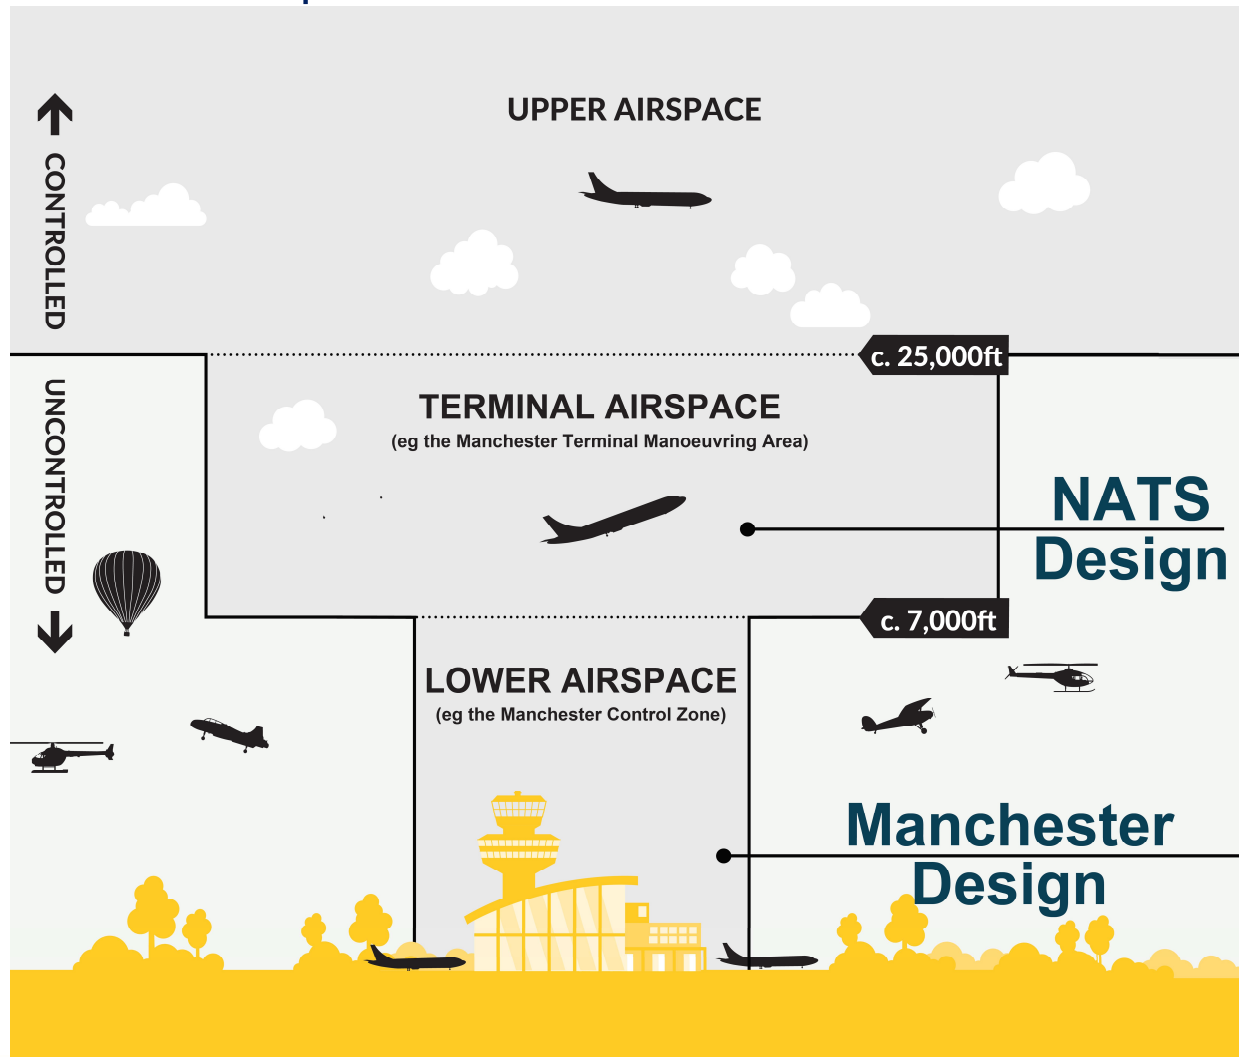 UPPER AIRSPACE
CONTROLLED
c. 25,000ft
UNCONTROLLED
TERMINAL AIRSPACE
(eg the Manchester Terminal Manoeuvring Area)
NATS
Design
c. 7,000ft
LOWER AIRSPACE
(eg the Manchester Control Zone)
Manchester
Design